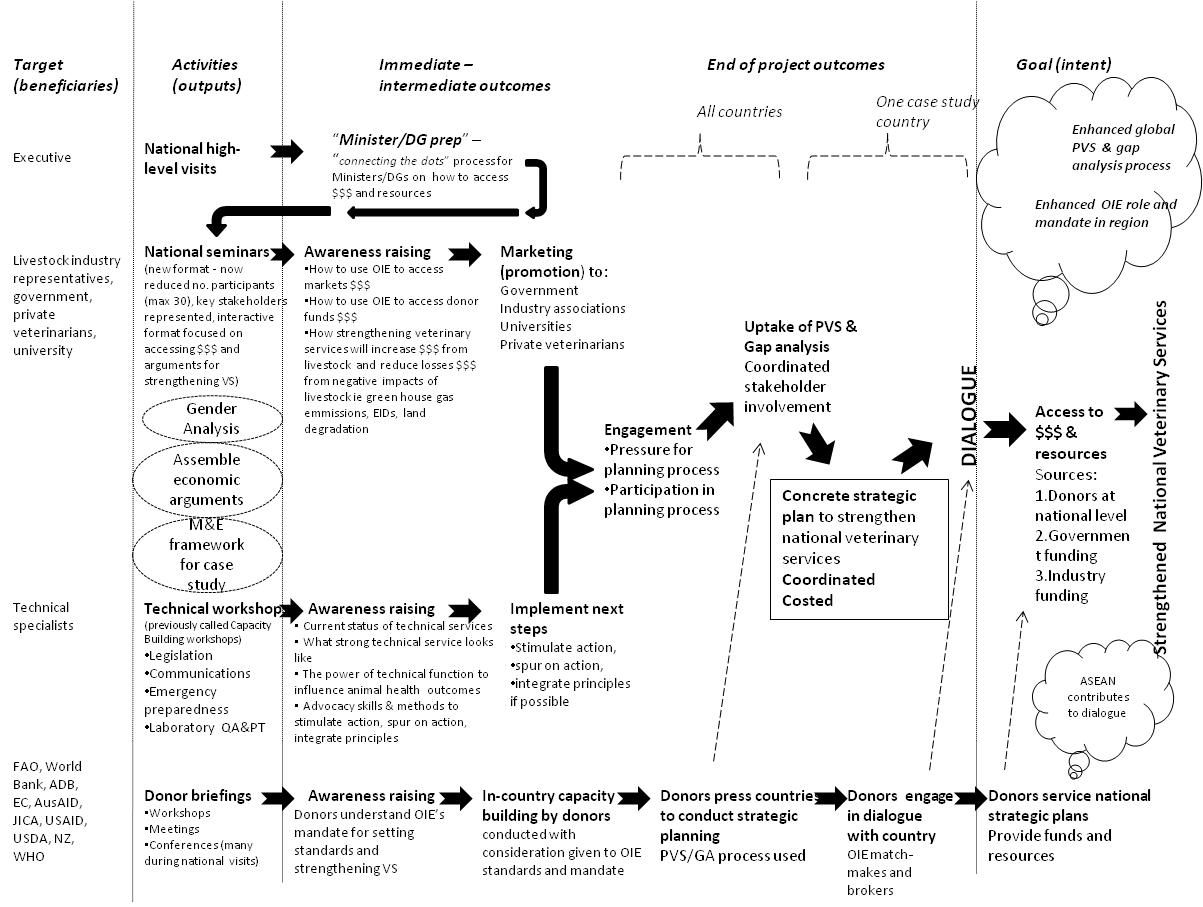 Target
(beneficiaries)
Activities
(outputs)
Immediate –
intermediate outcomes
End of project outcomes
Goal (intent)
All countries
One case study
country
Enhanced global
PVS & gap
analysis process
Enhanced OIE role and
mandate in region
Executive
National high-
level visits
“Minister/DG prep” –
“connecting the dots” process for
Ministers/DGs on how to access
$$$ and resources
Livestock industry
representatives,
government,
private
veterinarians,
university
National seminars
(new format - now
reduced no. participants
(max 30), key stakeholders
represented, interactive
format focused on
accessing $$$ and
arguments for
strengthening VS)
Gender
Analysis
Assemble
economic
arguments
M&E
framework
for case
study
Awareness raising
•How to use OIE to access
markets $$$
•How to use OIE to access donor
funds $$$
•How strengthening veterinary
services will increase $$$ from
livestock and reduce losses $$$
from negative impacts of
livestock ie green house gas
emmissions, EIDs, land
degradation
Marketing
(promotion) to:
Government
Industry associations
Universities
Private veterinarians
Engagement
•Pressure for
planning process
•Participation in
planning process
Uptake of PVS &
Gap analysis
Coordinated
stakeholder
involvement
Concrete strategic
plan to strengthen
national veterinary
services
Coordinated
Costed
DIALOGUE
Access to
$$$ &
resources
Sources:
1.Donors at
national level
2.Governmen
t funding
3.Industry
funding
Strengthened National Veterinary Services
Technical
specialists
Technical workshops
(previously called Capacity
Building workshops)
•Legislation
•Communications
•Emergency
preparedness
•Laboratory QA&PT
Awareness raising
• Current status of technical services
• What strong technical service looks
like
• The power of technical function to
influence animal health outcomes
• Advocacy skills & methods to
stimulate action, spur on action,
integrate principles
Implement next
steps
•Stimulate action,
•spur on action,
•integrate principles
if possible
ASEAN
contributes
to dialogue
FAO, World
Bank, ADB,
EC, AusAID,
JICA, USAID,
USDA, NZ,
WHO
Donor briefings
•Workshops
•Meetings
•Conferences (many
during national visits)
Awareness raising
Donors understand OIE’s
mandate for setting
standards and
strengthening VS
In-country capacity
building by donors
conducted with
consideration given to OIE
standards and mandate
Donors press countries
to conduct strategic
planning
PVS/GA process used
Donors engage
in dialogue
with country
OIE match-
makes and
brokers
Donors service national
strategic plans
Provide funds and
resources